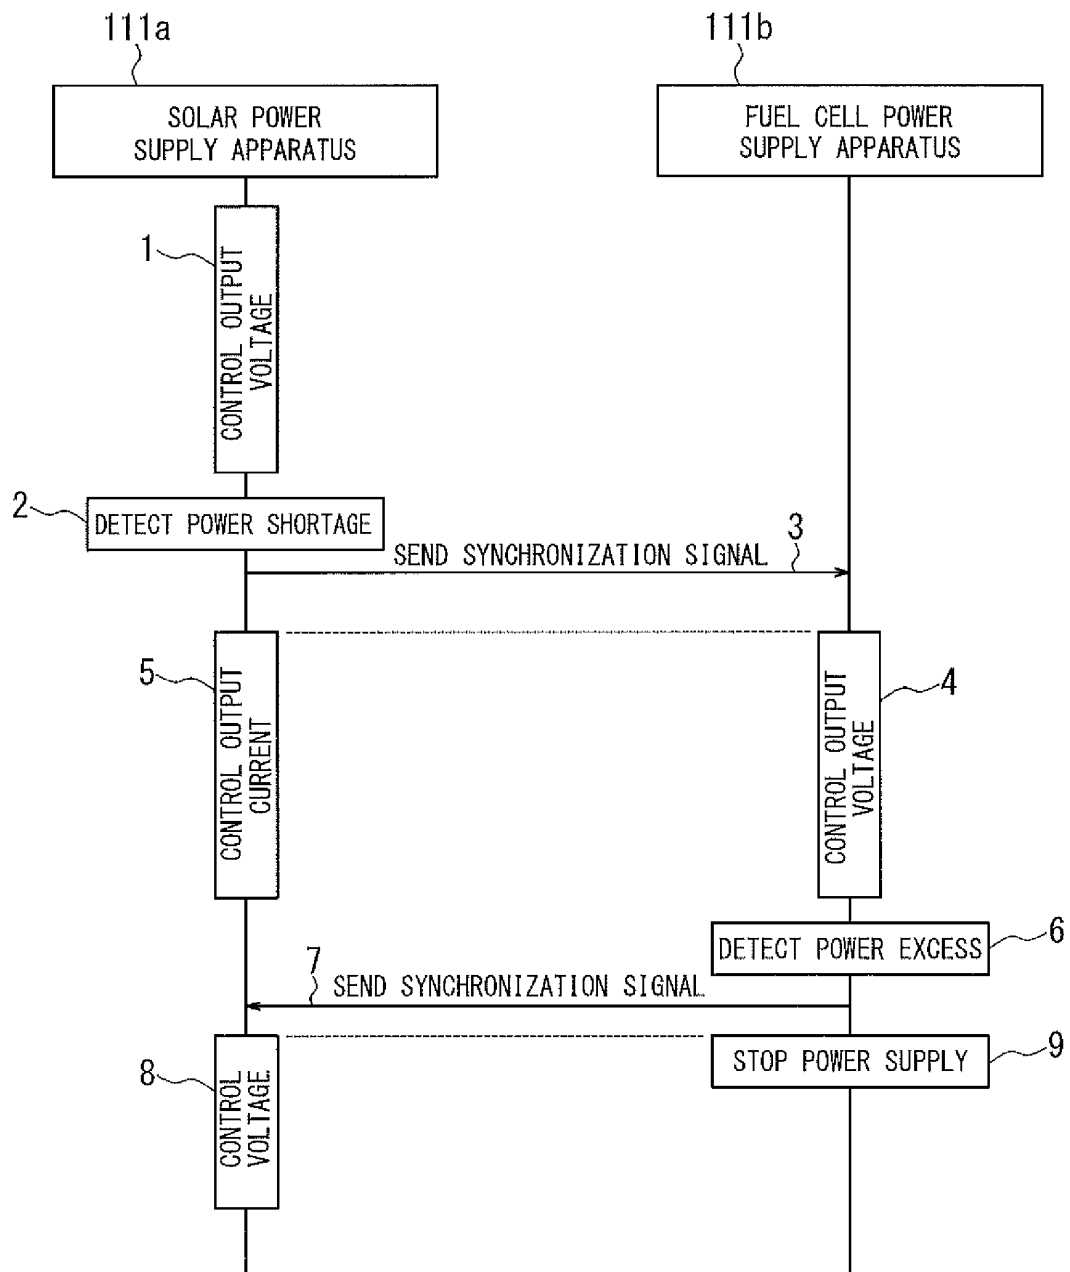 111a
111b
SOLAR POWER
SUPPLY APPARATUS
FUEL CELL POWER
SUPPLY APPARATUS
1
CONTROL OUTPUT
VOLTAGE
2
DETECT POWER SHORTAGE
SEND SYNCHRONIZATION SIGNAL
3
5
CONTROL OUTPUT
CURRENT
4
CONTROL OUTPUT
VOLTAGE
6
DETECT POWER EXCESS
7
SEND SYNCHRONIZATION SIGNAL
8
CONTROL
VOLTAGE
9
STOP POWER SUPPLY